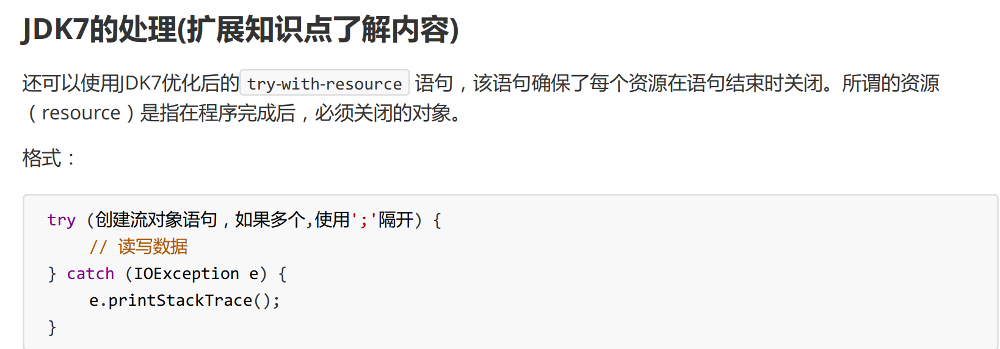 JDK7的处理(扩展知识点了解内容)
还可以使用JDK7优化后的 try-with-resource 语句，该语句确保了每个资源在语句结束时关闭。所谓的资源
（resource）是指在程序完成后，必须关闭的对象。
格式：
try (创建流对象语句，如果多个,使用';'隔开) {
// 读写数据
} catch (IOException e) {
e.printStackTrace();
}